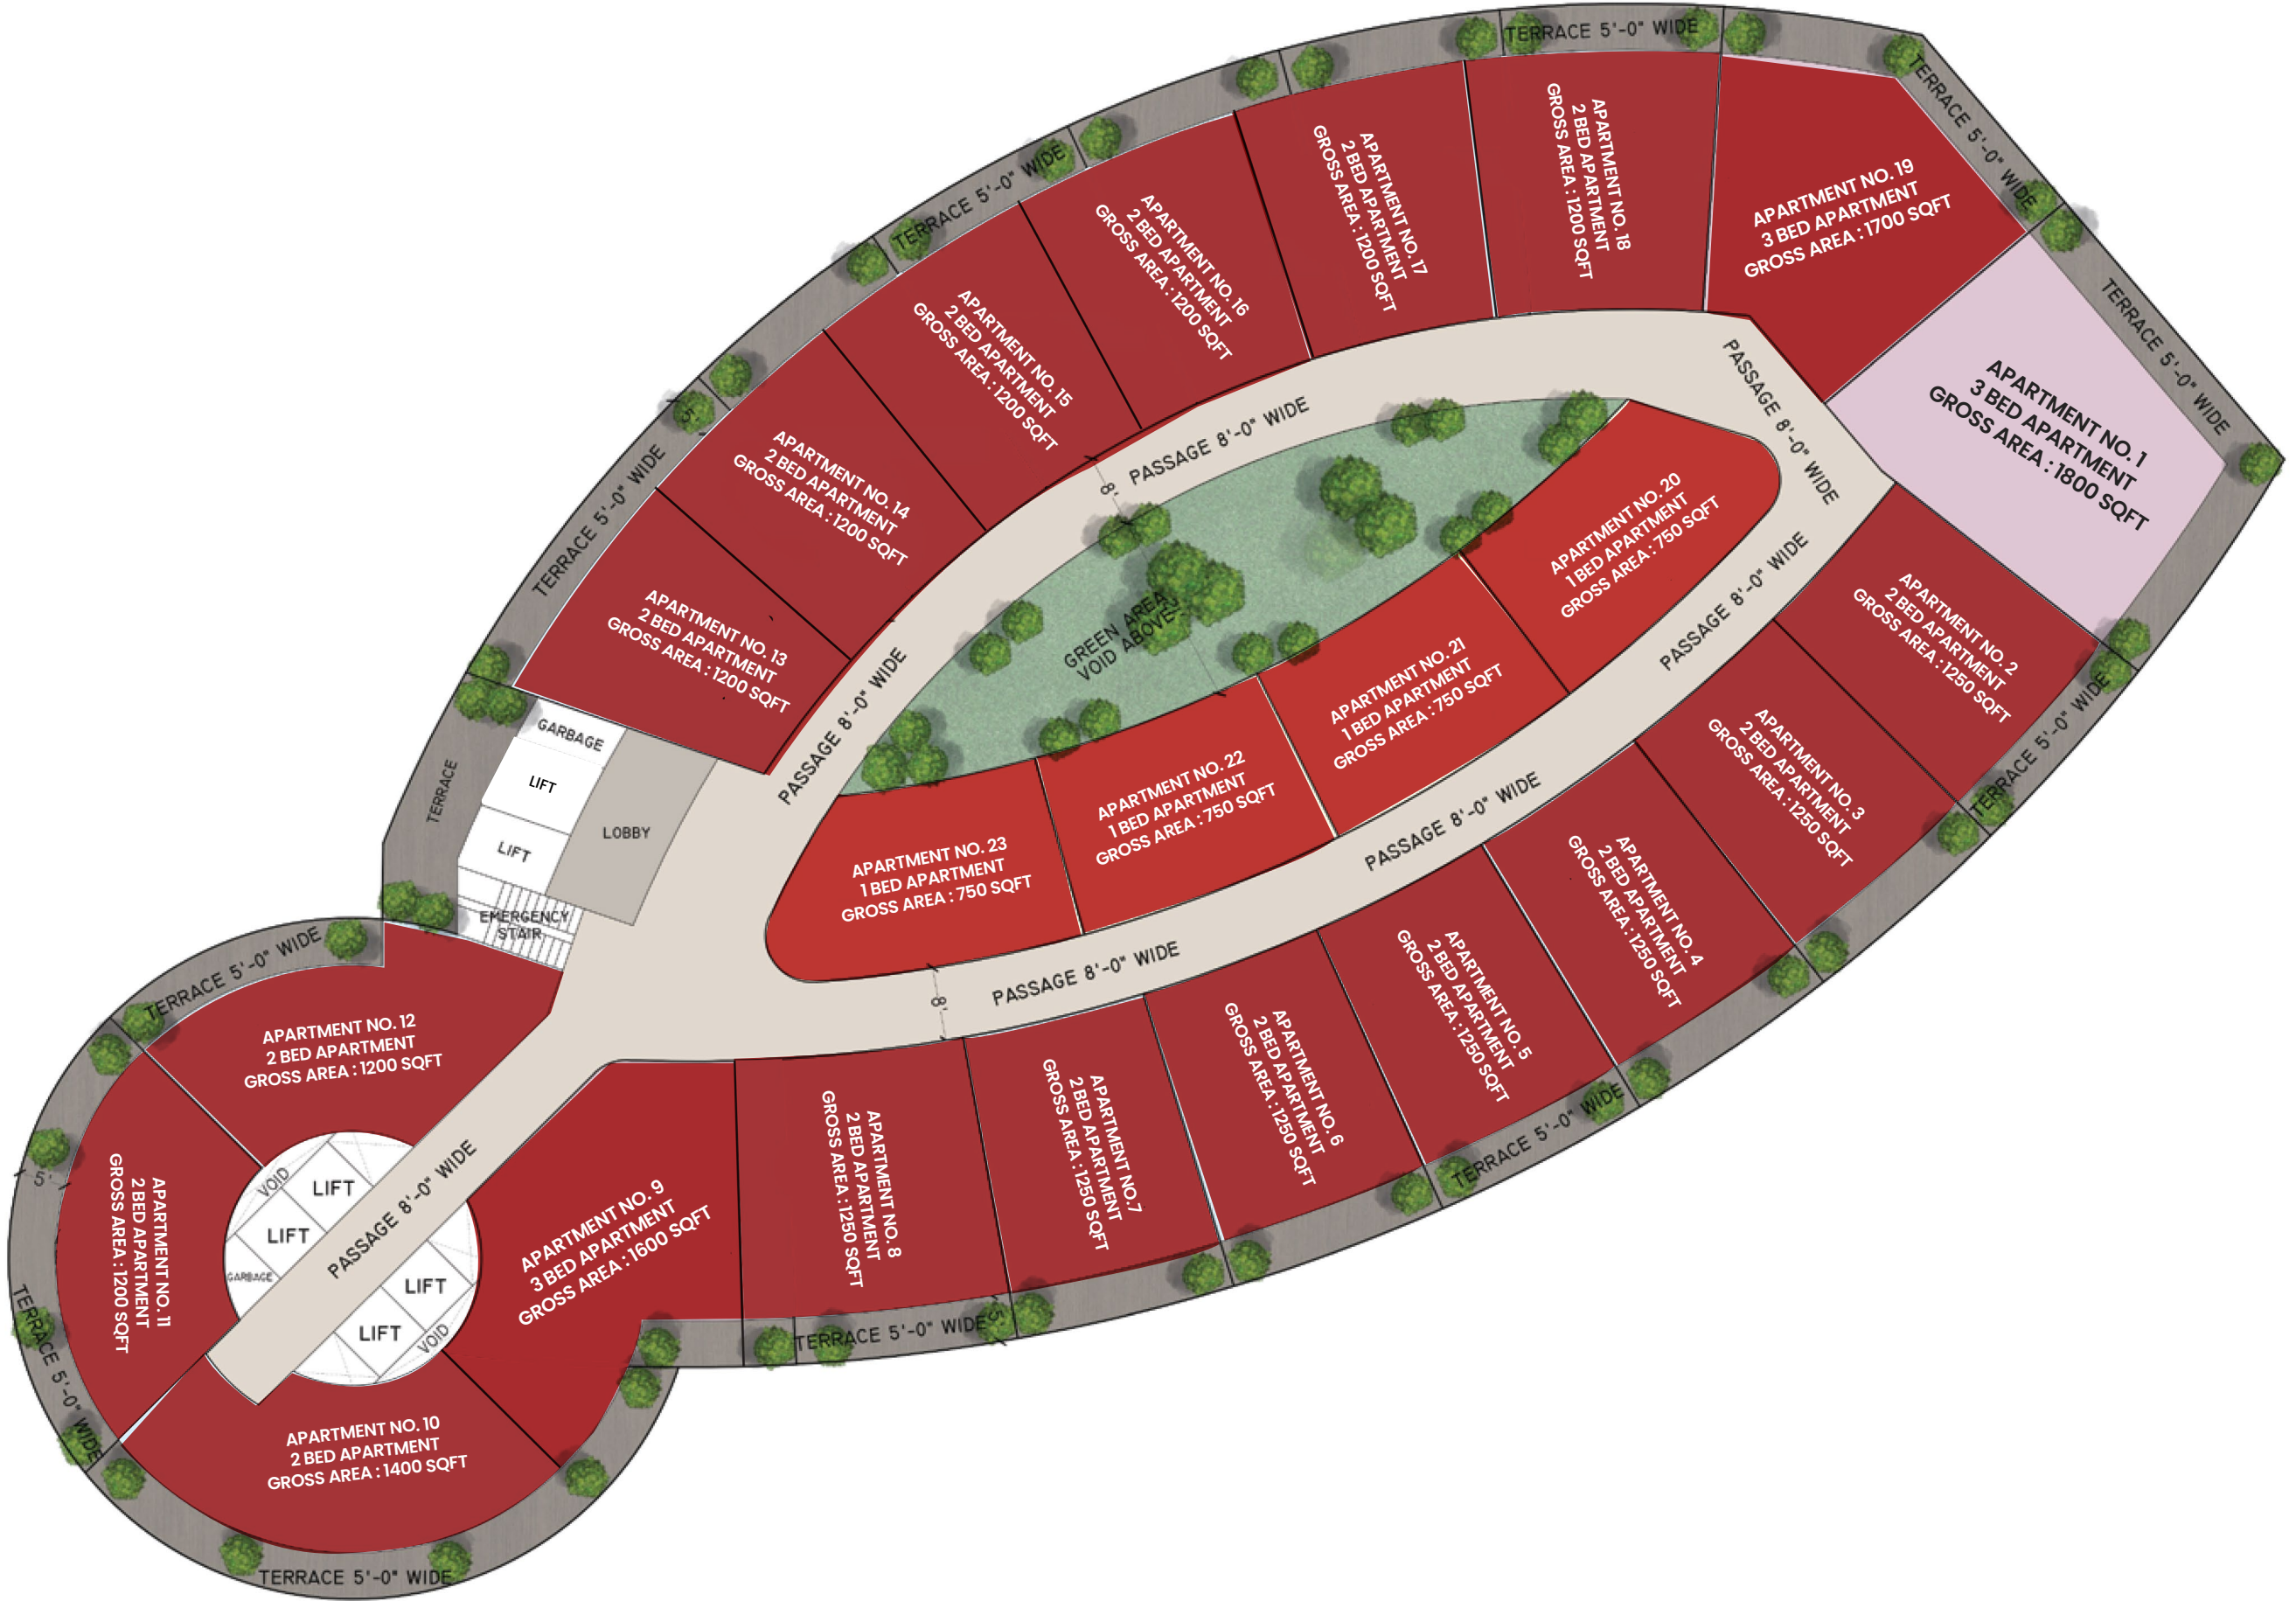 TERRACE 5'-0" WIDE
APARTMENT NO. 18
2 BED APARTMENT
GROSS AREA : 1200 SQFT
APARTMENT NO. 19
3 BED APARTMENT
GROSS AREA : 1700 SQFT
TERRACE 5'-0" WIDE
APARTMENT NO. 17
2 BED APARTMENT
GROSS AREA : 1200 SQFT
TERRACE 5'-0" WIDE
APARTMENT NO. 16
2 BED APARTMENT
GROSS AREA : 1200 SQFT
APARTMENT NO. 15
2 BED APARTMENT
GROSS AREA : 1200 SQFT
TERRACE 5'-0" WIDE
APARTMENT NO. 1
3 BED APARTMENT
GROSS AREA : 1800 SQFT
PASSAGE 8'-0" WIDE
PASSAGE 8'-0" WIDE
8'
5'
APARTMENT NO. 14
2 BED APARTMENT
GROSS AREA : 1200 SQFT
TERRACE 5'-0" WIDE
APARTMENT NO. 20
1 BED APARTMENT
GROSS AREA : 750 SQFT
PASSAGE 8'-0" WIDE
APARTMENT NO. 2
2 BED APARTMENT
GROSS AREA : 1250 SQFT
GREEN AREA
VOID ABOVE
APARTMENT NO. 13
2 BED APARTMENT
GROSS AREA : 1200 SQFT
PASSAGE 8'-0" WIDE
APARTMENT NO. 21
1 BED APARTMENT
GROSS AREA : 750 SQFT
TERRACE 5'-0" WIDE
APARTMENT NO. 3
2 BED APARTMENT
GROSS AREA : 1250 SQFT
GARBAGE
LIFT
TERRACE
LOBBY
LIFT
EMERGENCY
STAIR
APARTMENT NO. 22
1 BED APARTMENT
GROSS AREA : 750 SQFT
PASSAGE 8'-0" WIDE
APARTMENT NO. 23
1 BED APARTMENT
GROSS AREA : 750 SQFT
APARTMENT NO. 4
2 BED APARTMENT
GROSS AREA : 1250 SQFT
PASSAGE 8'-0" WIDE
8'
APARTMENT NO. 5
2 BED APARTMENT
GROSS AREA : 1250 SQFT
TERRACE 5'-0" WIDE
APARTMENT NO. 12
2 BED APARTMENT
GROSS AREA : 1200 SQFT
APARTMENT NO. 6
2 BED APARTMENT
GROSS AREA : 1250 SQFT
APARTMENT NO.7
2 BED APARTMENT
GROSS AREA : 1250 SQFT
APARTMENT NO. 8
2 BED APARTMENT
GROSS AREA : 1250 SQFT
TERRACE 5'-0" WIDE
5'
APARTMENT NO. 11
2 BED APARTMENT
GROSS AREA : 1200 SQFT
VOID
LIFT
LIFT
GARBAGE
PASSAGE 8'-0" WIDE
LIFT
LIFT
VOID
APARTMENT NO. 9
3 BED APARTMENT
GROSS AREA : 1600 SQFT
TERRACE 5'-0" WIDE
5'
TERRACE 5'-0" WIDE
APARTMENT NO. 10
2 BED APARTMENT
GROSS AREA : 1400 SQFT
TERRACE 5'-0" WIDE